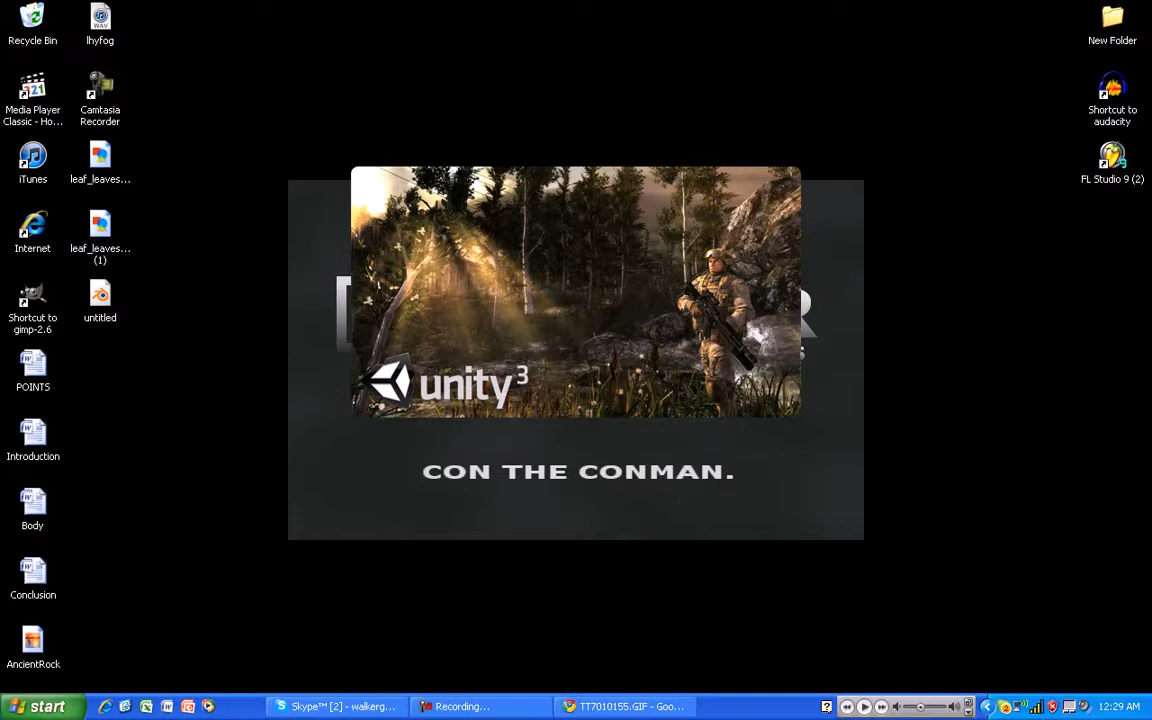 Recycle Bin
lhyfog
New Folder
Media Player
Classic - Ho...
Camtasia
Recorder
Shortcut to
audacity
iTunes
leaf_leaves...
FL Studio 9 (2)
Internet
leaf_leaves...
(1)
Shortcut to
gimp-2.6
untitled
POINTS
Introduction
Body
Conclusion
AncientRock
unity3
CON THE CONMAN.
start
Skype™ [2] - walkerg...
Recording...
TT7010155.GIF - Goo...
12:29 AM